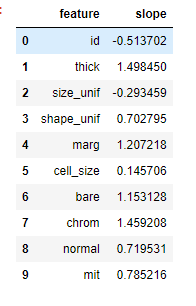 feature slope
0 id -0.513702
1 thick 1.498450
2 size_unif -0.293459
3 shape_unif 0.702795
4 marg 1.207218
5 cell_size 0.145706
6 bare 1.153128
7 chrom 1.459208
8 normal 0.719531
9 mit 0.785216